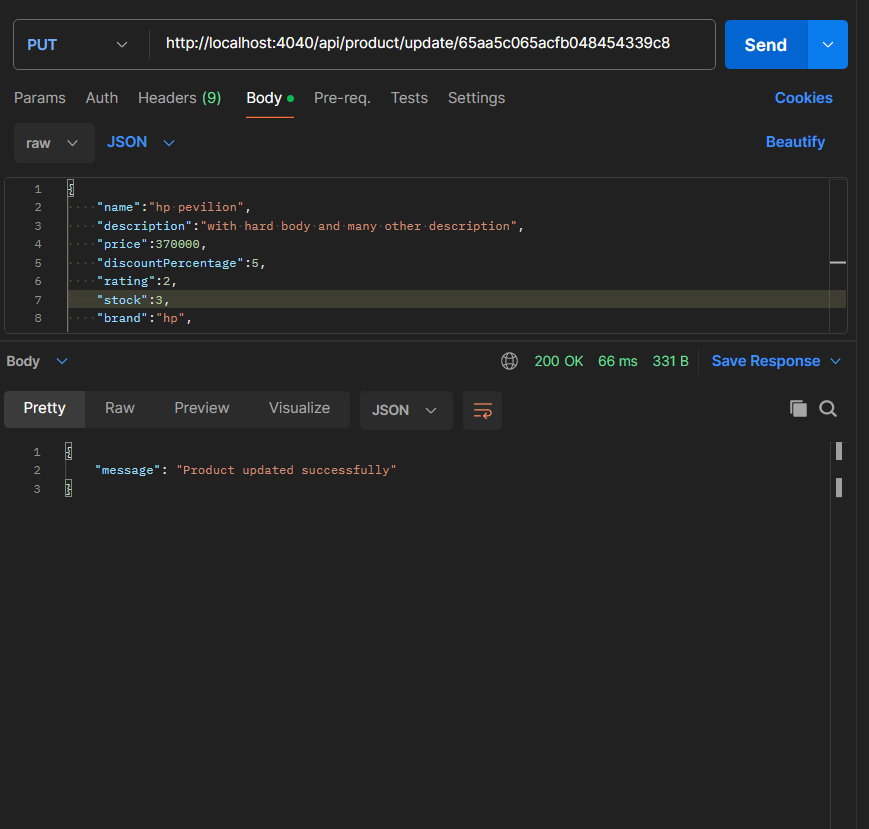 PUT http://localhost:4040/api/product/update/65aa5c065acfb048454339c8 Send
Params Auth Headers (9) Body Pre-req. Tests Settings Cookies
raw JSON Beautify
1 {
2 "name":"hp pevilion",
3 "description":"with hard body and many other description",
4 "price":370000,
5 "discountPercentage":5,
6 "rating":2,
7 "stock":3,
8 "brand":"hp",
Body 200 OK 66 ms 331 B Save Response
Pretty Raw Preview Visualize JSON
1 {
2 "message": "Product updated successfully"
3 }